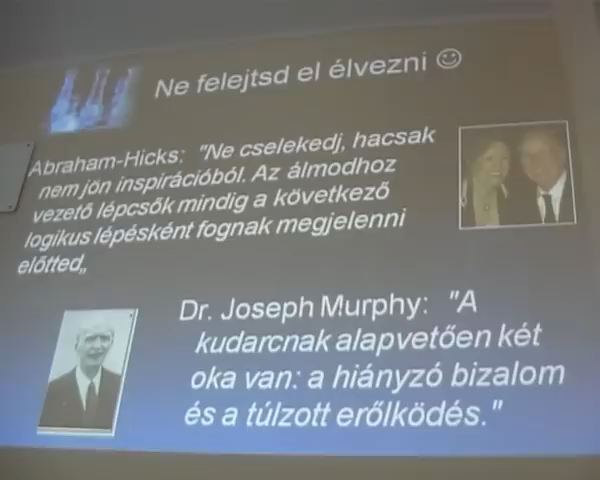 Ne felejtsd el élvezni ☺
Abraham-Hicks: "Ne cselekedj, hacsak
nem jön inspirációból. Az álmodhoz
vezető lépcsők mindig a következő
logikus lépésként fognak megjelenni
előtted„
Dr. Joseph Murphy: "A
kudarcnak alapvetően két
oka van: a hiányzó bizalom
és a túlzott erőlködés."